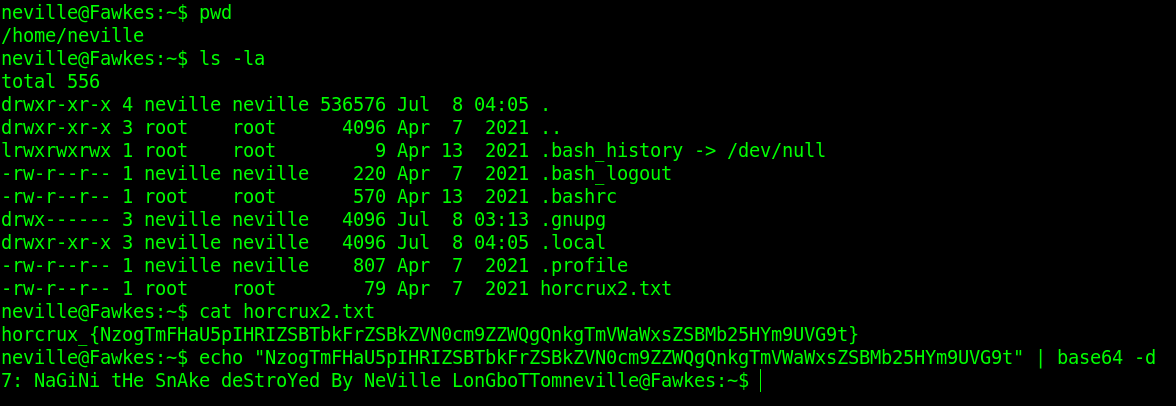 neville@Fawkes:~$ pwd
/home/neville
neville@Fawkes:~$ ls -la
total 556
drwxr-xr-x 4 neville neville 536576 Jul  8 04:05 .
drwxr-xr-x 3 root    root      4096 Apr  7  2021 ..
lrwxrwxrwx 1 root    root         9 Apr 13  2021 .bash_history -> /dev/null
-rw-r--r-- 1 neville neville    220 Apr  7  2021 .bash_logout
-rw-r--r-- 1 root    root       570 Apr 13  2021 .bashrc
drwx------ 3 neville neville   4096 Jul  8 03:13 .gnupg
drwxr-xr-x 3 neville neville   4096 Jul  8 04:05 .local
-rw-r--r-- 1 neville neville    807 Apr  7  2021 .profile
-rw-r--r-- 1 root    root        79 Apr  7  2021 horcrux2.txt
neville@Fawkes:~$ cat horcrux2.txt
horcrux_{NzogTmFHaU5pIHRIZSBTbkFrZSBkZVN0cm9ZZWQgQnkgTmVWaWxsZSBMb25HYm9UVG9t}
neville@Fawkes:~$ echo "NzogTmFHaU5pIHRIZSBTbkFrZSBkZVN0cm9ZZWQgQnkgTmVWaWxsZSBMb25HYm9UVG9t" | base64 -d
7: NaGiNi tHe SnAke deStroYed By NeVille LonGboTTomneville@Fawkes:~$